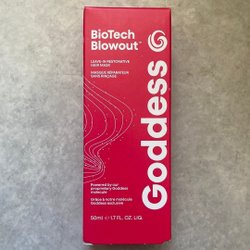 BioTech
Blowout™
LEAVE-IN RESTORATIVE
HAIR MASK
MASQUE RÉPARATEUR
SANS RINÇAGE
Goddess
Powered by our
proprietary Goddess
molecule
Grâce à notre molécule
Goddess exclusive
50ml e 1.7 FL. OZ. LIQ.